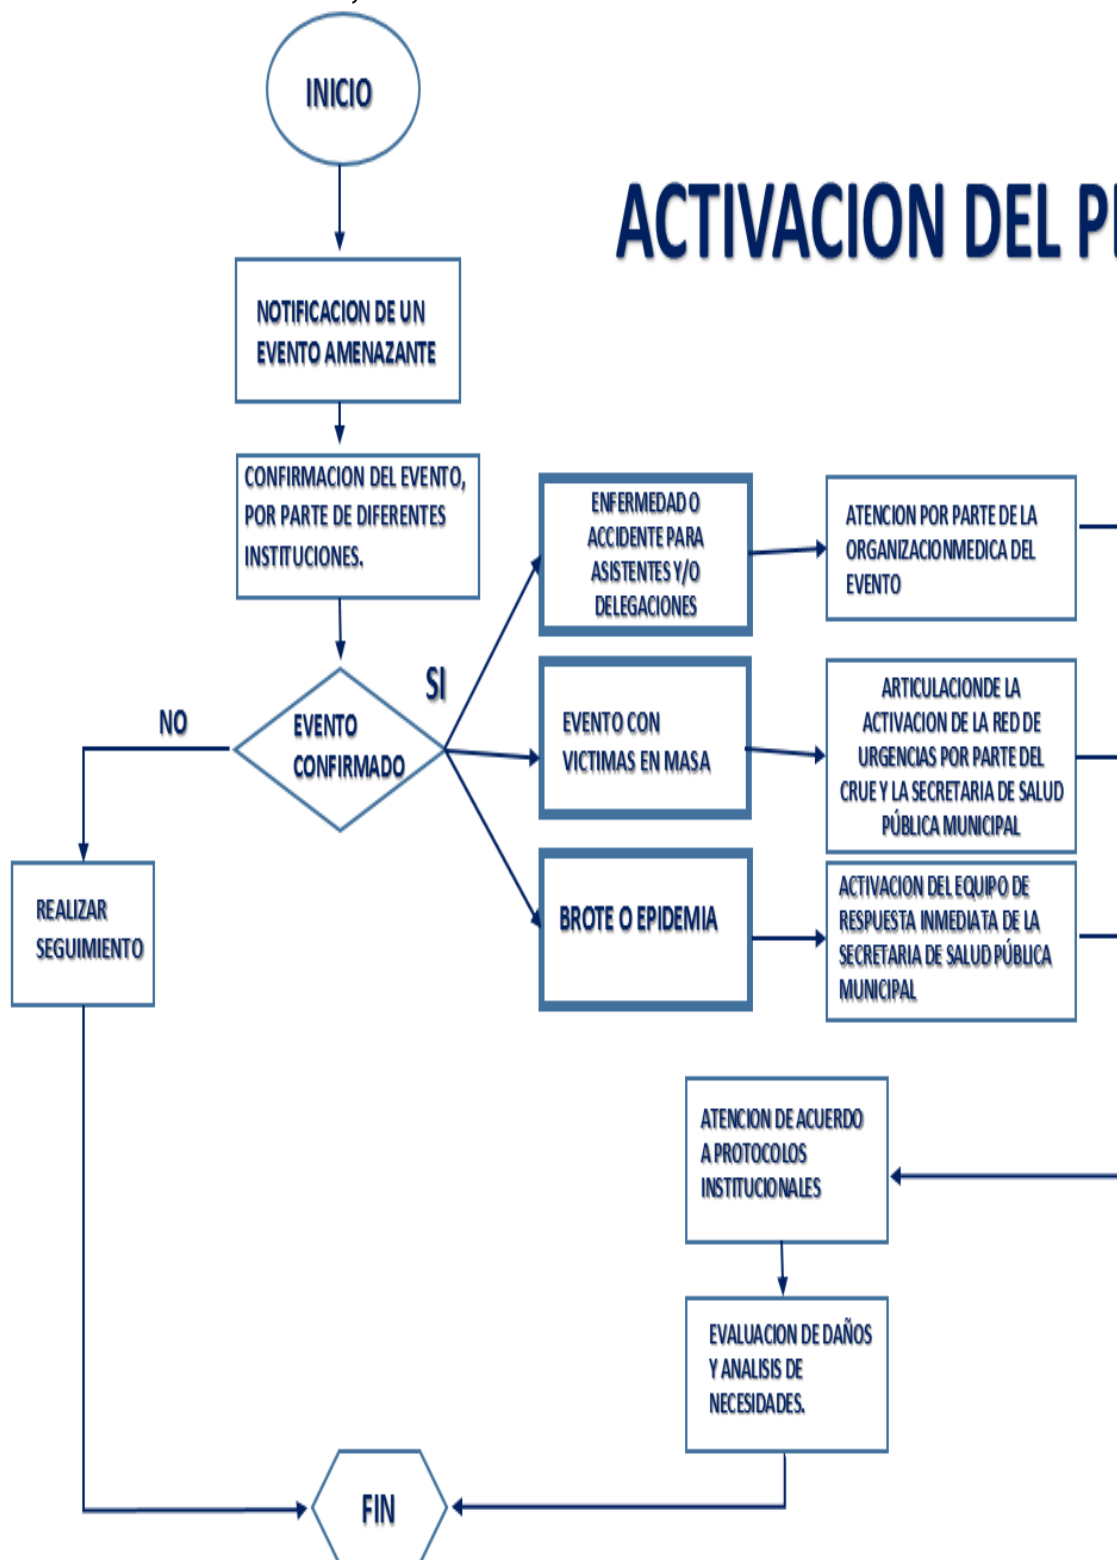 INICIO
ACTIVACION DEL
NOTIFICACION DE UN
EVENTO AMENAZANTE
CONFIRMACION DEL EVENTO,
POR PARTE DE DIFERENTES
INSTITUCIONES.
EVENTO
CONFIRMADO
NO
SI
REALIZAR
SEGUIMIENTO
ENFERMEDAD O
ACCIDENTE PARA
ASISTENTES Y/O
DELEGACIONES
ATENCION POR PARTE DE LA
ORGANIZACIONMEDICA DEL
EVENTO
EVENTO CON
VICTIMAS EN MASA
ARTICULACIONDE LA
ACTIVACION DE LA RED DE
URGENCIAS POR PARTE DEL
CRUE Y LA SECRETARIA DE SALUD
PÚBLICA MUNICIPAL
BROTE O EPIDEMIA
ACTIVACION DEL EQUIPO DE
RESPUESTA INMEDIATA DE LA
SECRETARIA DE SALUD PÚBLICA
MUNICIPAL
ATENCION DE ACUERDO
A PROTOCOLOS
INSTITUCIONALES
EVALUACION DE DAÑOS
Y ANALISIS DE
NECESIDADES.
FIN